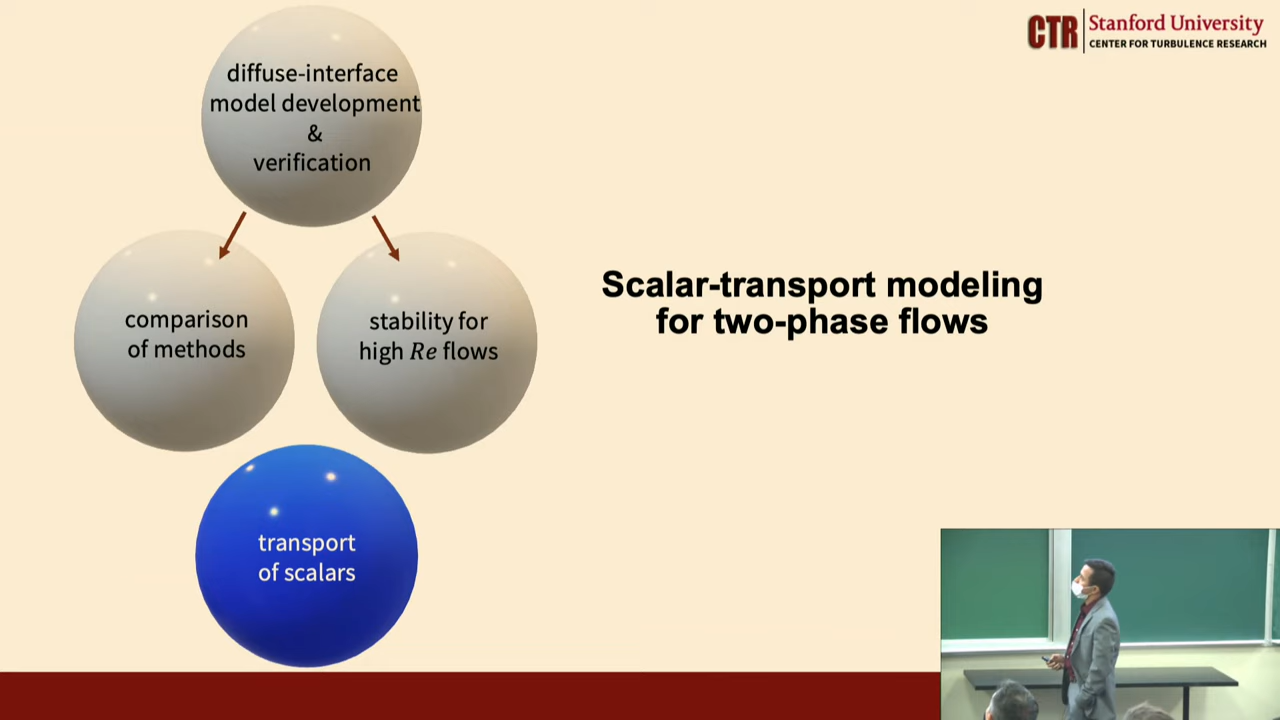 CTR
Stanford University
CENTER FOR TURBULENCE RESEARCH
diffuse-interface
model development
&
verification
comparison
of methods
stability for
high Re flows
Scalar-transport modeling
for two-phase flows
transport
of scalars